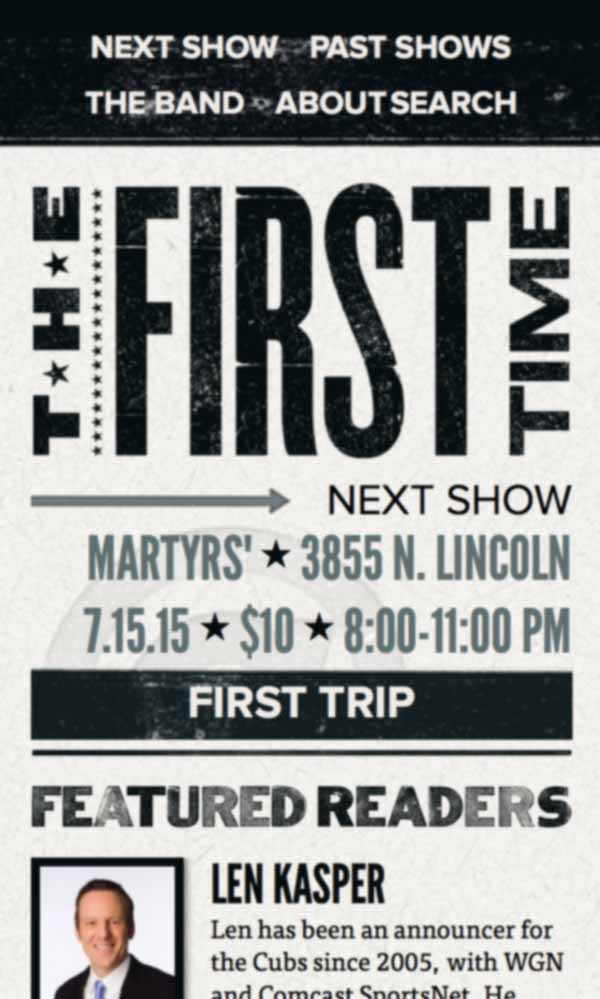 NEXT SHOW PAST SHOWS
THE BAND ABOUT SEARCH
THE FIRST TIME
NEXT SHOW
MARTYRS' ★ 3855 N. LINCOLN
7.15.15 ★ $10 ★ 8:00-11:00 PM
FIRST TRIP
FEATURED READERS
LEN KASPER
Len has been an announcer for
the Cubs since 2005, with WGN
and Comcast SportsNet. He